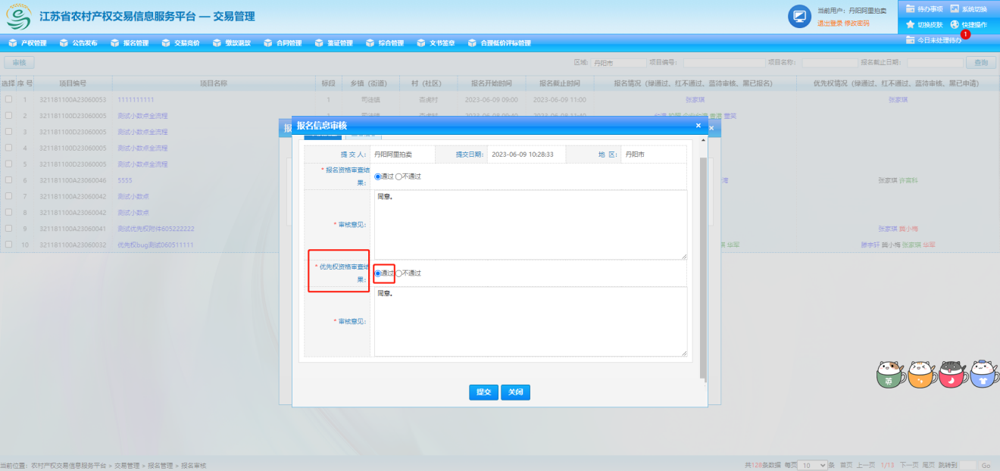 江苏省农村产权交易信息服务平台 — 交易管理
当前用户：丹阳阿里拍卖
退出登录 修改密码
待办事项 系统切换
切换皮肤 快捷操作
1
今日未处理待办
产权管理 公告发布 报名管理 交易竞价 缴款退款 合同管理 鉴证管理 综合管理 文书签章 合理低价评标管理
审核 区域: 丹阳市 项目编号: 项目名称: 报名截止日期: 查询
选择 序号 项目编号 项目名称 标段 乡镇（街道） 村（社区） 报名开始时间 报名截止时间 报名情况（绿通过、红不通过、蓝待审核、黑已报名） 优先权情况（绿通过、红不通过、蓝待审核、黑已申请）
1 321181100A23060053 1111111111 1 司徒镇 杏虎村 2023-06-09 09:00 2023-06-09 11:00 张家琪 张家琪
2 321181100D23060005 测试小数点全流程 童笑
3 321181100D23060005 测试小数点全流程
4 321181100D23060005 测试小数点全流程
5 321181100D23060005 测试小数点全流程
6 321181100A23060046 5555 湾 张家琪 许富科
7 321181100A23060042 测试小数点
8 321181100A23060042 测试小数点
9 321181100A23060041 测试优先权附件605222222 张家琪 龚小梅
10 321181100A23060032 优先权bug测试060511111 琪 华军 滕宇轩 龚小梅 张家琪 华军
报
×
报名信息审核
×
提 交 人: 丹阳阿里拍卖 提交日期: 2023-06-09 10:28:33 地 区: 丹阳市
* 报名资格审查结
果: 通过 不通过
同意。
* 审核意见:
* 优先权资格审查结
果: 通过 不通过
同意。
* 审核意见:
提交 关闭
英
当前位置: 农村产权交易信息服务平台 > 交易管理 > 报名管理 > 报名审核
共128条数据 每页 10 条 首页 上一页 1/13 下一页 尾页 跳转到 Go